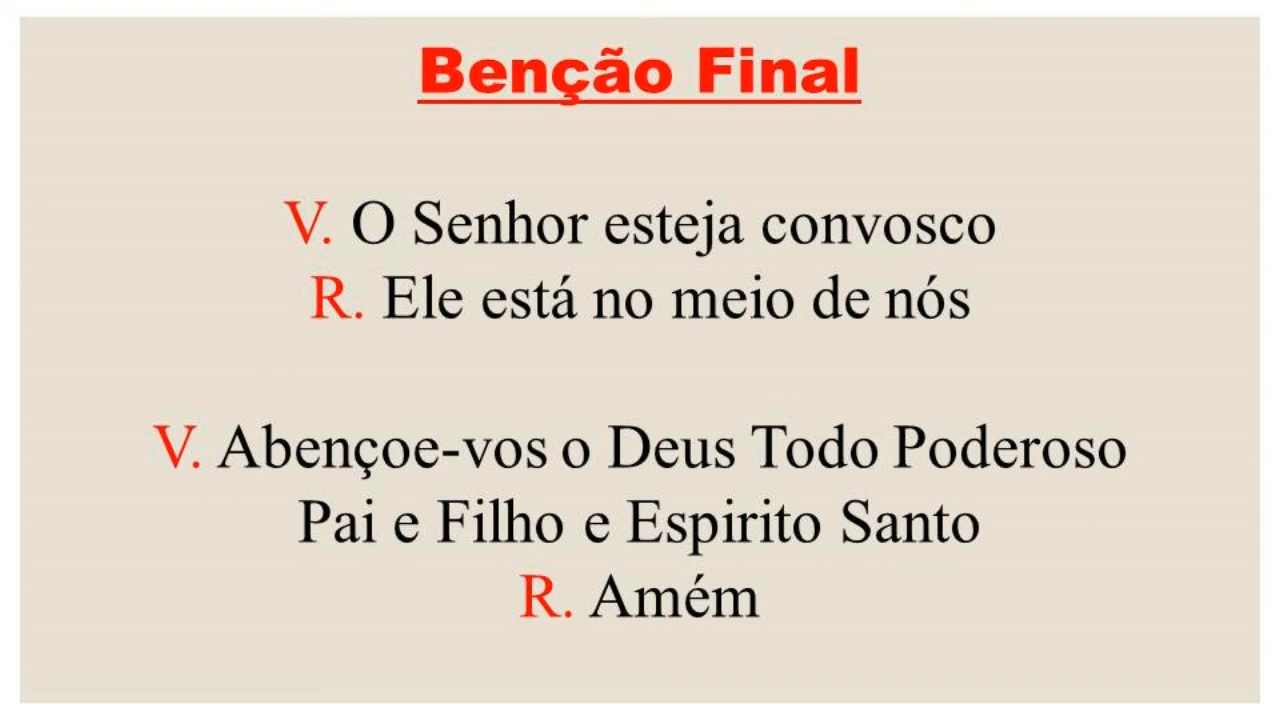 Benção Final
V. O Senhor esteja convosco
R. Ele está no meio de nós
V. Abençoe-vos o Deus Todo Poderoso
Pai e Filho e Espirito Santo
R. Amém